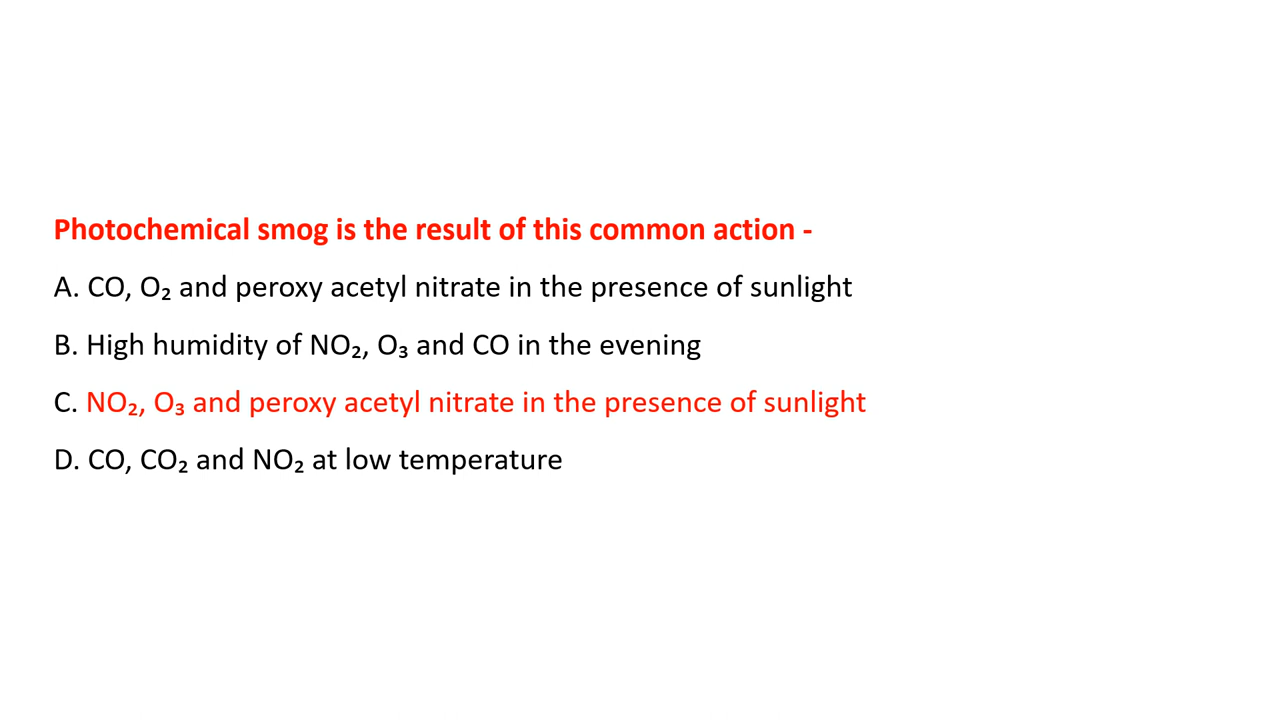 Photochemical smog is the result of this common action -
A. CO, O₂ and peroxy acetyl nitrate in the presence of sunlight
B. High humidity of NO₂, O₃ and CO in the evening
C. NO₂, O₃ and peroxy acetyl nitrate in the presence of sunlight
D. CO, CO₂ and NO₂ at low temperature